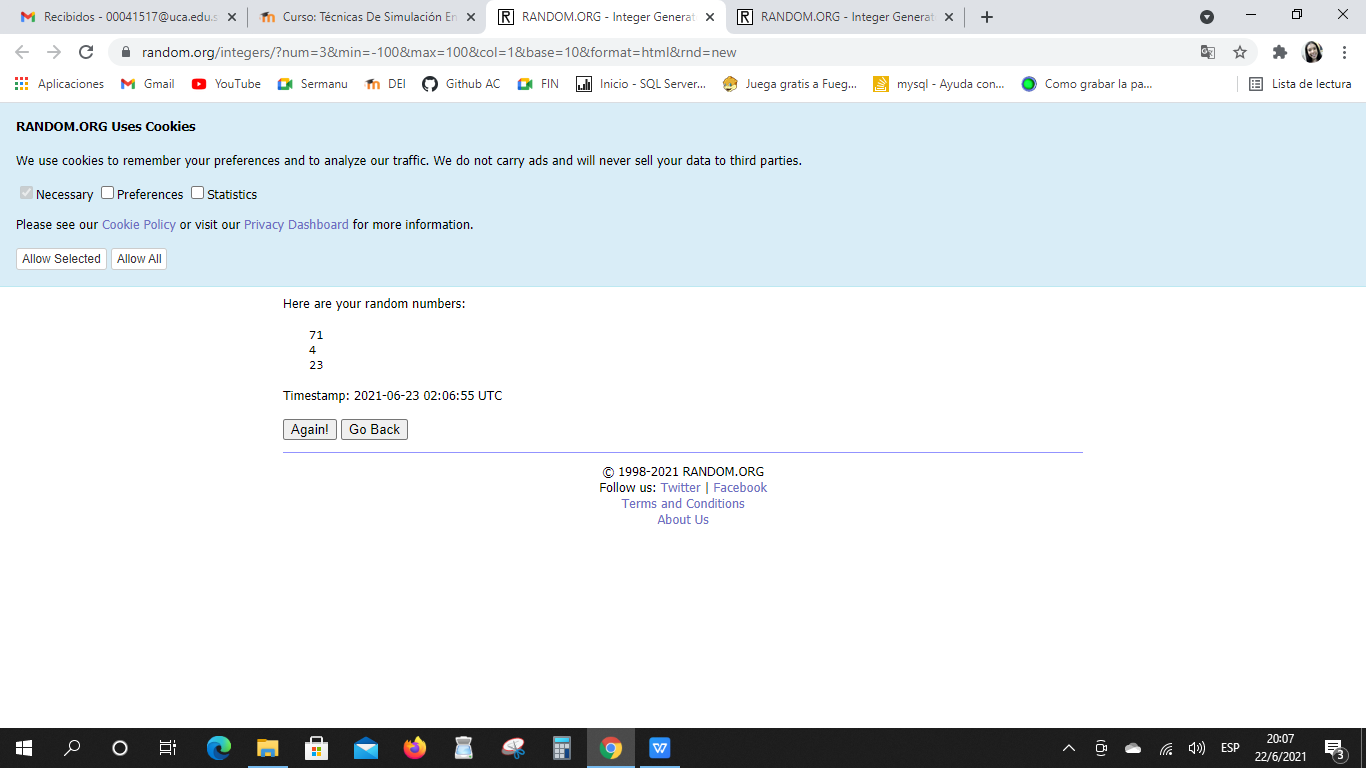 Recibidos - 00041517@uca.edu.s
Curso: Técnicas De Simulación En
RANDOM.ORG - Integer Generat
RANDOM.ORG - Integer Generat
random.org/integers/?num=3&min=-100&max=100&col=1&base=10&format=html&rnd=new
Aplicaciones
Gmail
YouTube
Sermanu
DEI
Github AC
FIN
Inicio - SQL Server...
Juega gratis a Fueg...
mysql - Ayuda con...
Como grabar la pa...
Lista de lectura
RANDOM.ORG Uses Cookies
We use cookies to remember your preferences and to analyze our traffic. We do not carry ads and will never sell your data to third parties.
Necessary Preferences Statistics
Please see our Cookie Policy or visit our Privacy Dashboard for more information.
Allow Selected Allow All
Here are your random numbers:
71
4
23
Timestamp: 2021-06-23 02:06:55 UTC
Again! Go Back
© 1998-2021 RANDOM.ORG
Follow us: Twitter | Facebook
Terms and Conditions
About Us
ESP
20:07
22/6/2021
3